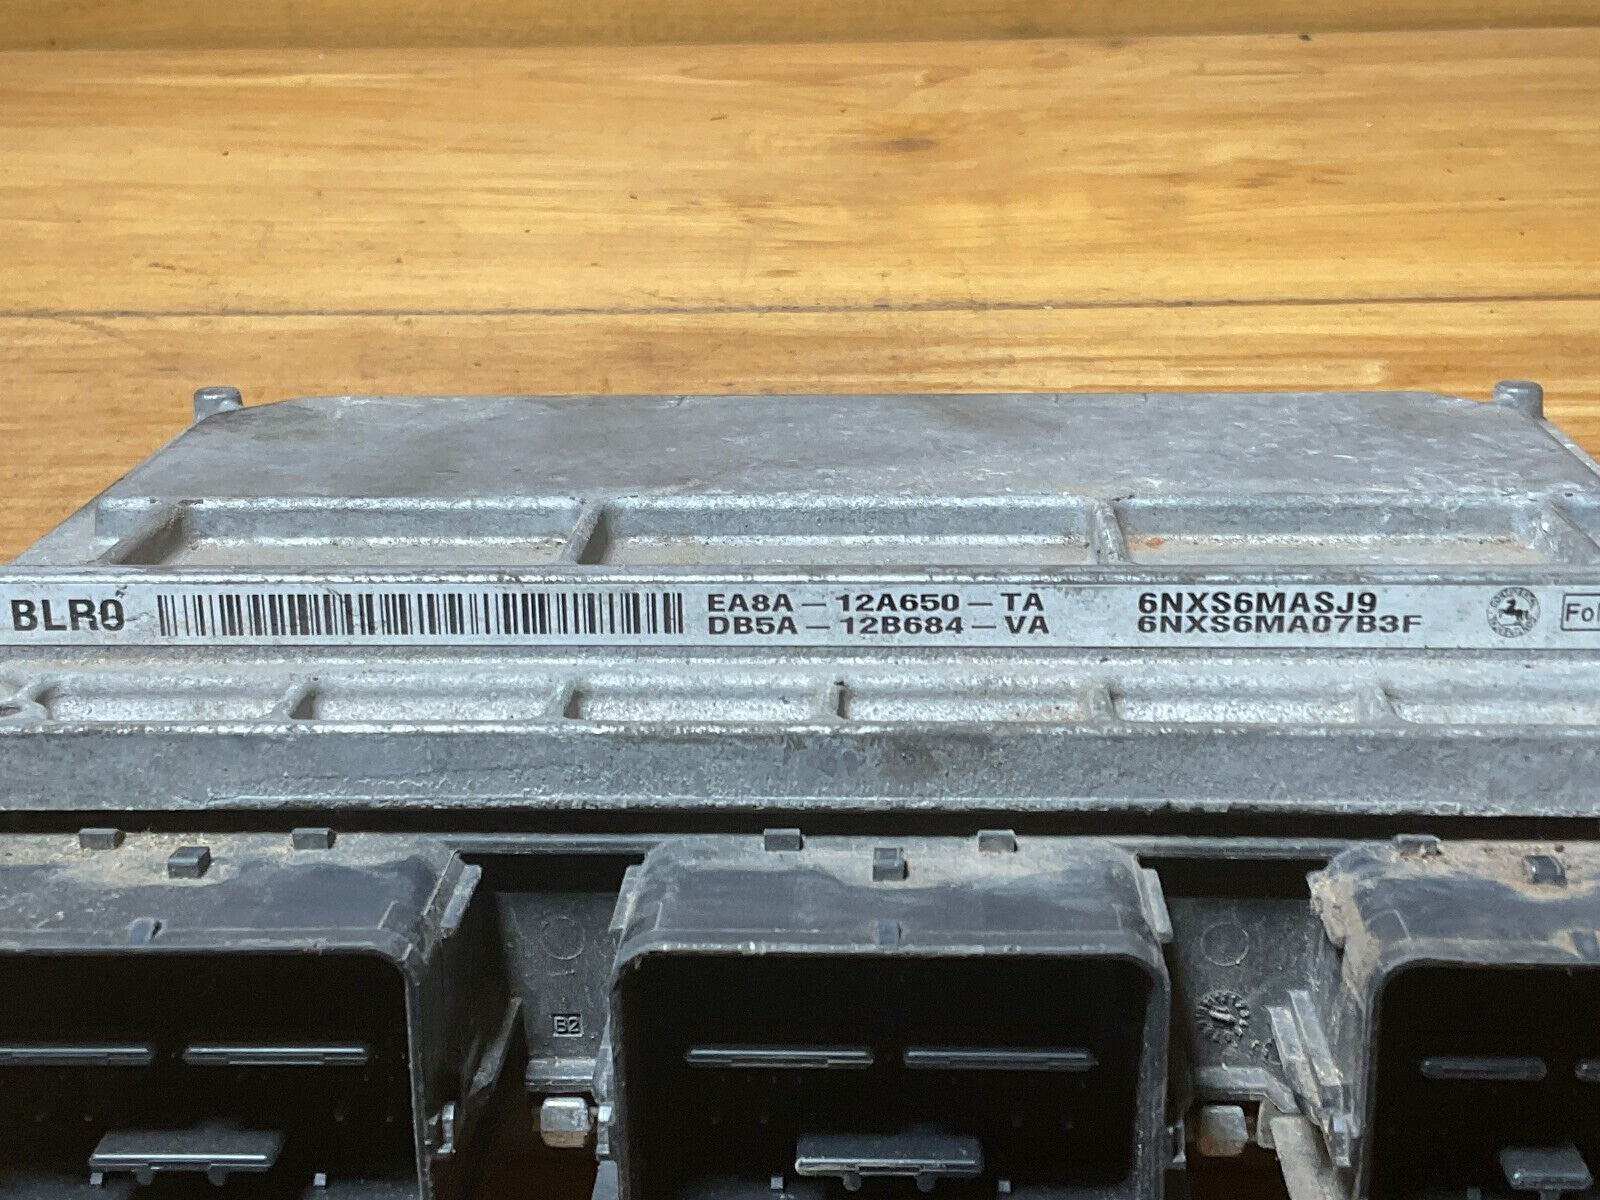 BLR0
EA8A-12A650-TA 6NXS6MASJ9
DB5A-12B684-VA 6NXS6MA07B3F
B2